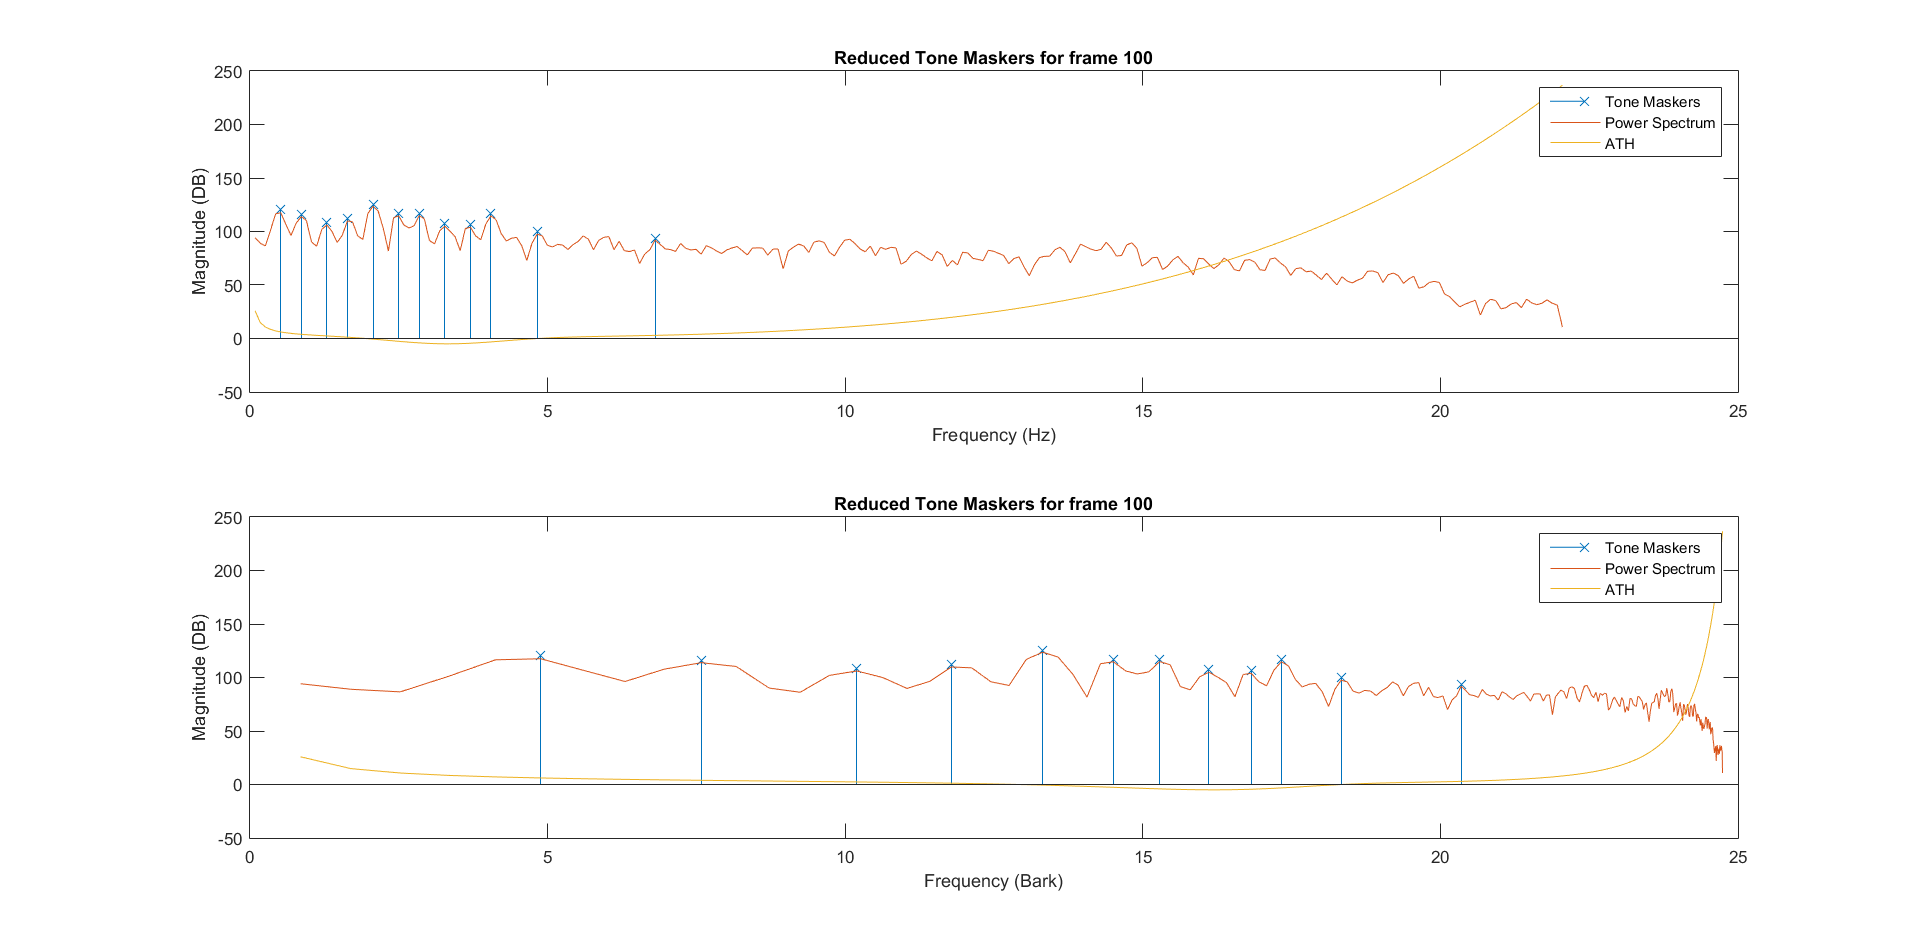 Reduced Tone Maskers for frame 100
250
200
150
100
50
0
-50
Magnitude (DB)
Tone Maskers
Power Spectrum
ATH
0 5 10 15 20 25
Frequency (Hz)
Reduced Tone Maskers for frame 100
250
200
150
100
50
0
-50
Magnitude (DB)
Tone Maskers
Power Spectrum
ATH
0 5 10 15 20 25
Frequency (Bark)